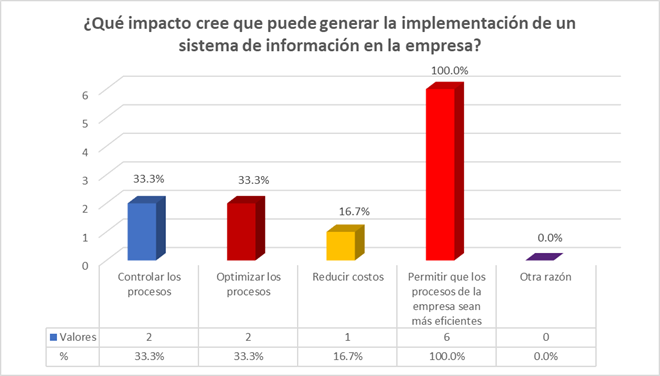 ¿Qué impacto cree que puede generar la implementación de un
sistema de información en la empresa?
100.0%
6
5
4
33.3%
33.3%
3
16.7%
2
0.0%
1
0
Controlar los
procesos
Optimizar los
procesos
Reducir costos
Permitir que los
procesos de la
empresa sean
más eficientes
Otra razón
Valores 2 2 1 6 0
% 33.3% 33.3% 16.7% 100.0% 0.0%